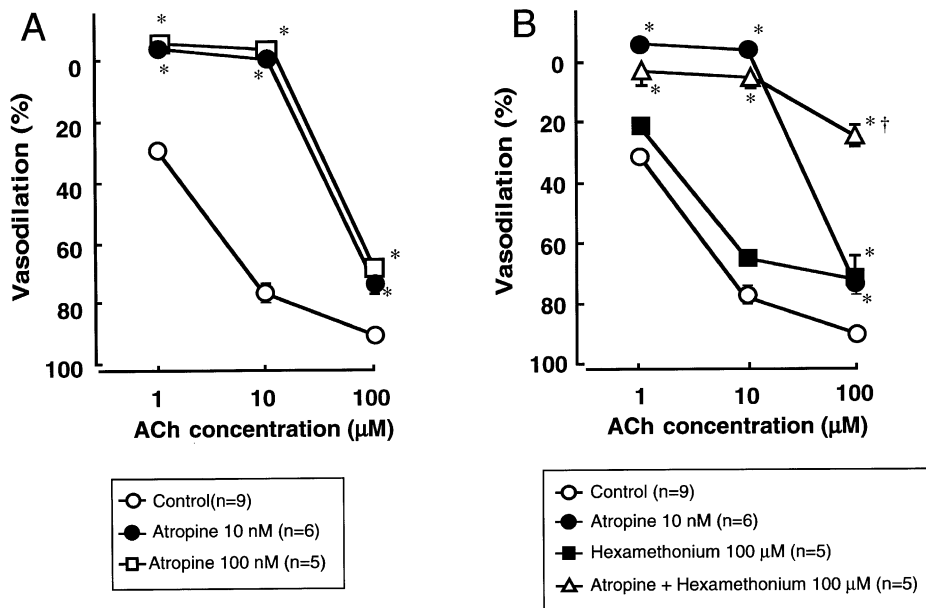 A
Vasodilation (%)
0
20
40
60
80
100
* *
* *
*
*
1 10 100
ACh concentration (μM)
Control(n=9)
Atropine 10 nM (n=6)
Atropine 100 nM (n=5)
B
Vasodilation (%)
0
20
40
60
80
100
* *
* *
* †
*
*
1 10 100
ACh concentration (μM)
Control (n=9)
Atropine 10 nM (n=6)
Hexamethonium 100 μM (n=5)
Atropine + Hexamethonium 100 μM (n=5)